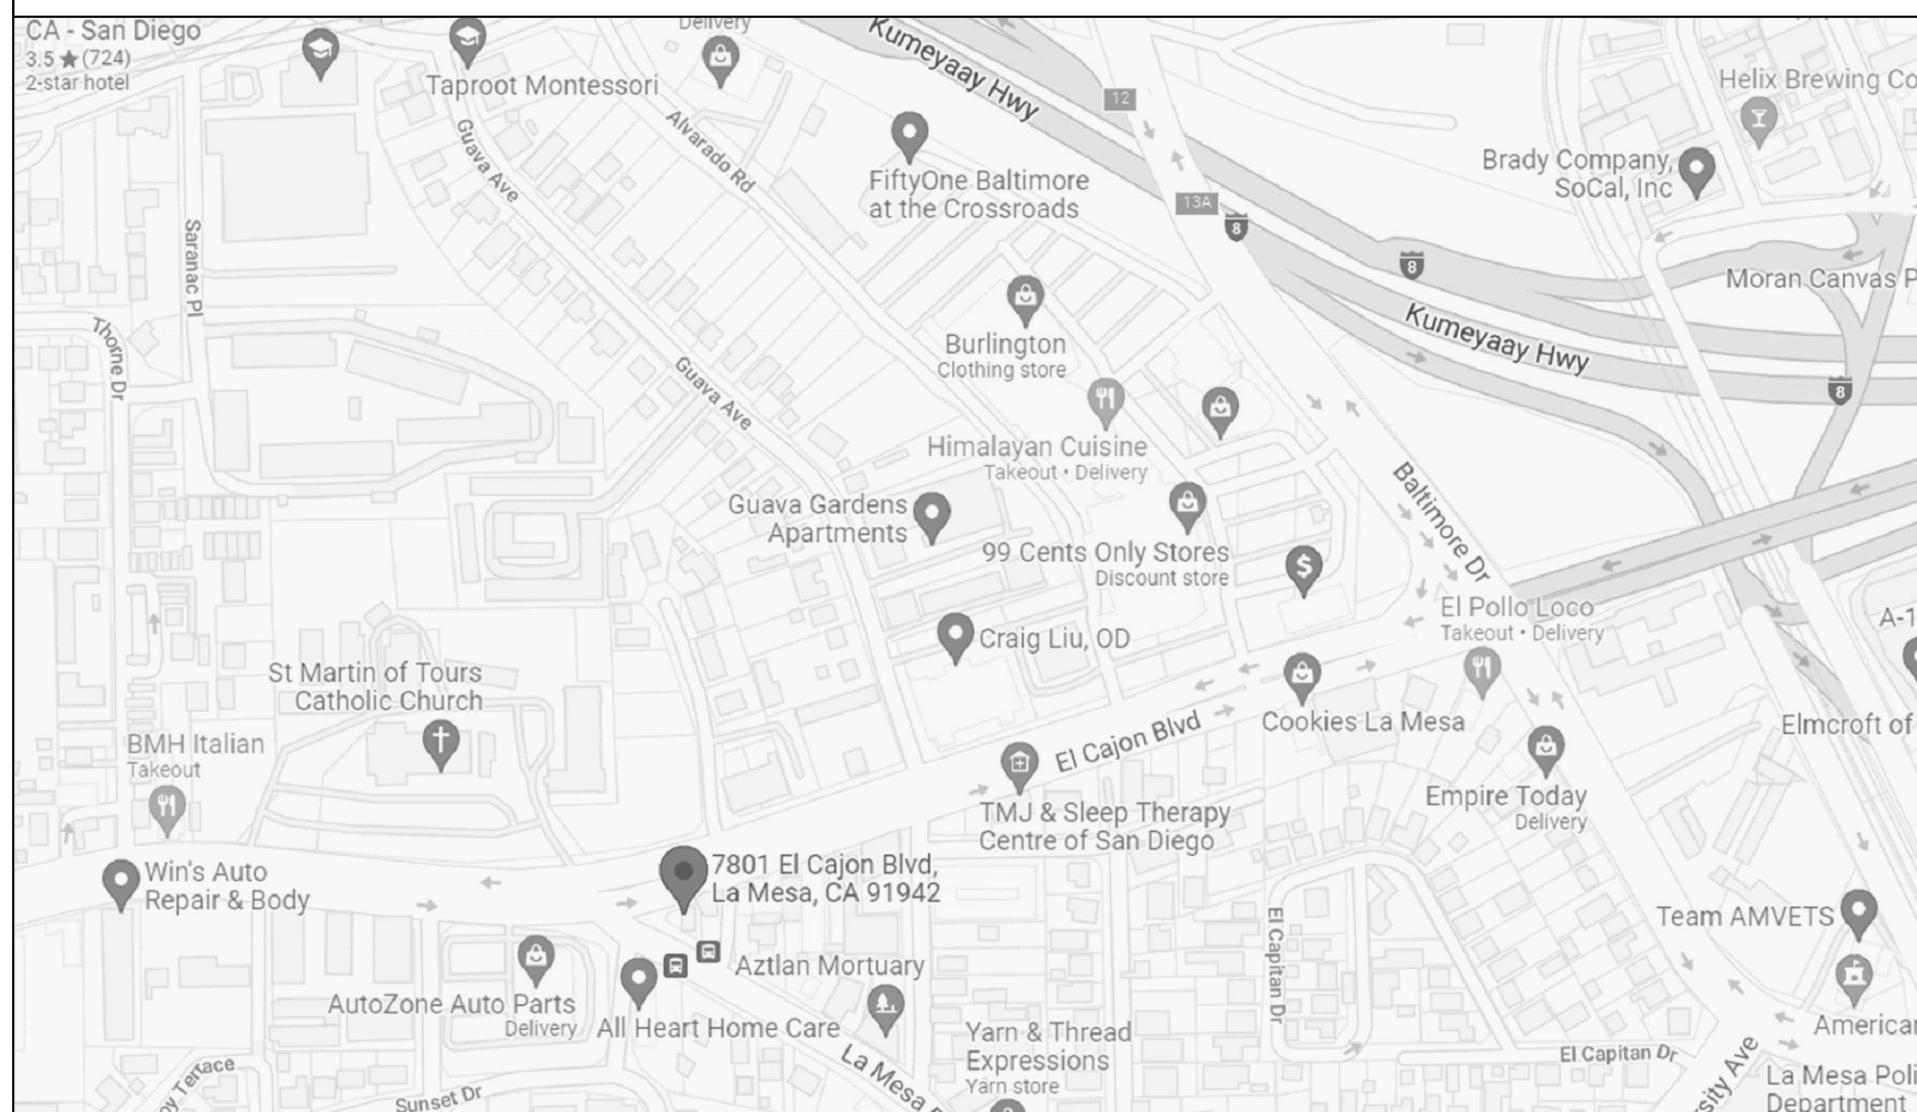 CA - San Diego
3.5 ★ (724)
2-star hotel
Taproot Montessori
Delivery
Kumeyaay Hwy
12
Helix Brewing Co
Guava Ave
Alvarado Rd
FiftyOne Baltimore
at the Crossroads
13A
8
Brady Company,
SoCal, Inc
Saranac Pl
8
Moran Canvas P
Thorne Dr
Burlington
Clothing store
Kumeyaay Hwy
8
Guava Ave
Himalayan Cuisine
Takeout • Delivery
Baltimore Dr
Guava Gardens
Apartments
99 Cents Only Stores
Discount store
$
El Pollo Loco
Takeout • Delivery
A-1
Craig Liu, OD
St Martin of Tours
Catholic Church
BMH Italian
Takeout
El Cajon Blvd
Cookies La Mesa
Elmcroft of
TMJ & Sleep Therapy
Centre of San Diego
Empire Today
Delivery
Win's Auto
Repair & Body
7801 El Cajon Blvd,
La Mesa, CA 91942
El Capitan Dr
Team AMVETS
Aztlan Mortuary
AutoZone Auto Parts
Delivery
All Heart Home Care
Yarn & Thread
Expressions
Yarn store
La Mesa
American
El Capitan Dr
sity Ave
La Mesa Poli
Department
oy Terrace
Sunset Dr